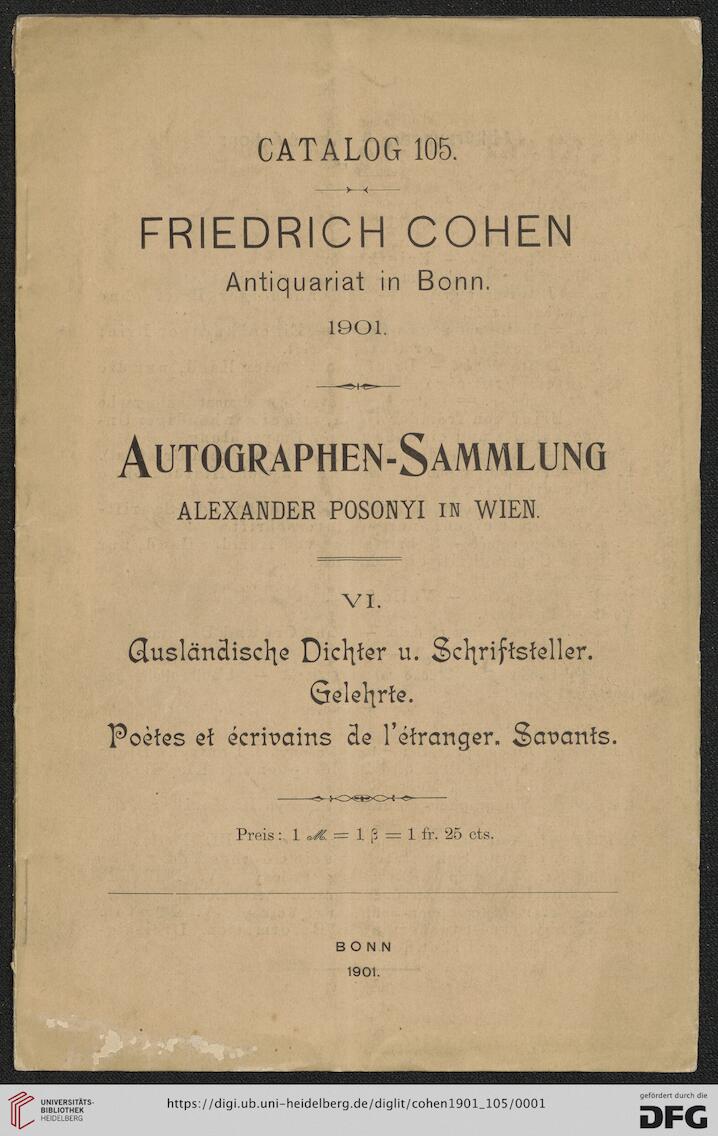 CATALOG 105.
FRIEDRICH COHEN
Antiquariat in Bonn.
1901.
AUTOGRAPHEN-SAMMLUNG
ALEXANDER POSONYI IN WIEN.
VI.
Ausländische Dichter u. Schriftsteller.
Gelehrte.
Poètes et écrivains de l'étranger. Savants.
Preis: 1 ℳ = 1 β = 1 fr. 25 cts.
BONN
1901.
UNIVERSITÄTS-
BIBLIOTHEK
HEIDELBERG
https://digi.ub.uni-heidelberg.de/diglit/cohen1901_105/0001
gefördert durch die
DFG